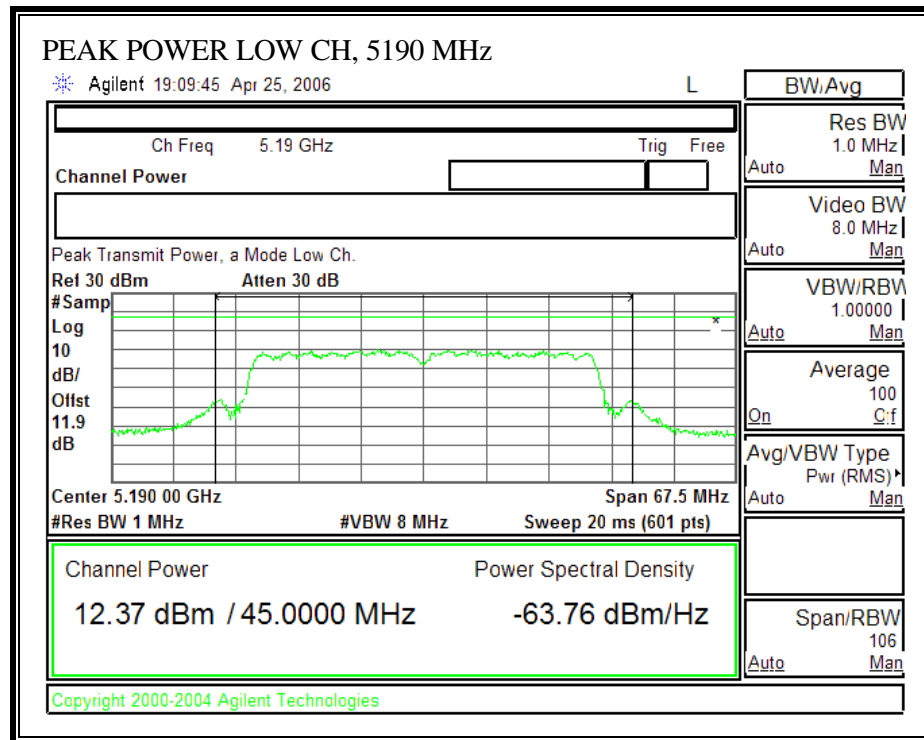 PEAK POWER LOW CH, 5190 MHz
Agilent 19:09:45 Apr 25, 2006 L
Ch Freq 5.19 GHz Trig Free
Channel Power
Peak Transmit Power, a Mode Low Ch.
Ref 30 dBm Atten 30 dB
#Samp
Log
10
dB/
Offst
11.9
dB
Center 5.190 00 GHz Span 67.5 MHz
#Res BW 1 MHz #VBW 8 MHz Sweep 20 ms (601 pts)
Channel Power Power Spectral Density
12.37 dBm / 45.0000 MHz -63.76 dBm/Hz
Copyright 2000-2004 Agilent Technologies
BW/Avg
Res BW
1.0 MHz
Auto Man
Video BW
8.0 MHz
Auto Man
VBW/RBW
1.00000
Auto Man
Average
100
On Off
Avg/VBW Type
Pwr (RMS)
Auto Man
Span/RBW
106
Auto Man